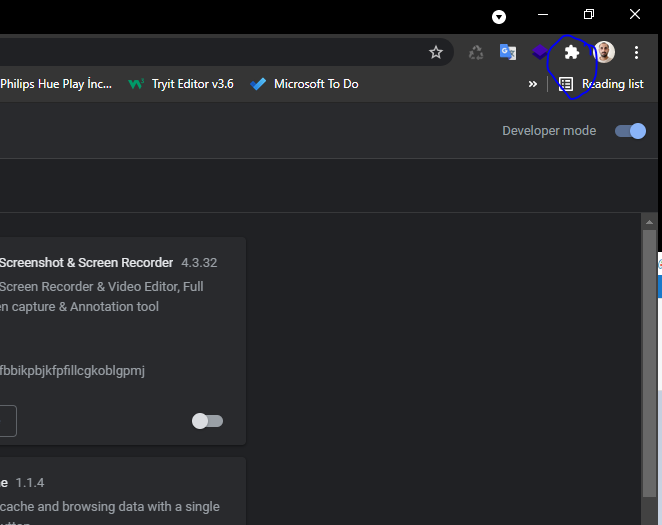 Philips Hue Play İnc...
Tryit Editor v3.6
Microsoft To Do
»
Reading list
Developer mode
Screenshot & Screen Recorder 4.3.32
Screen Recorder & Video Editor, Full
en capture & Annotation tool
fbbikpbjkfpfillcgkoblgpmj
he 1.1.4
cache and browsing data with a single